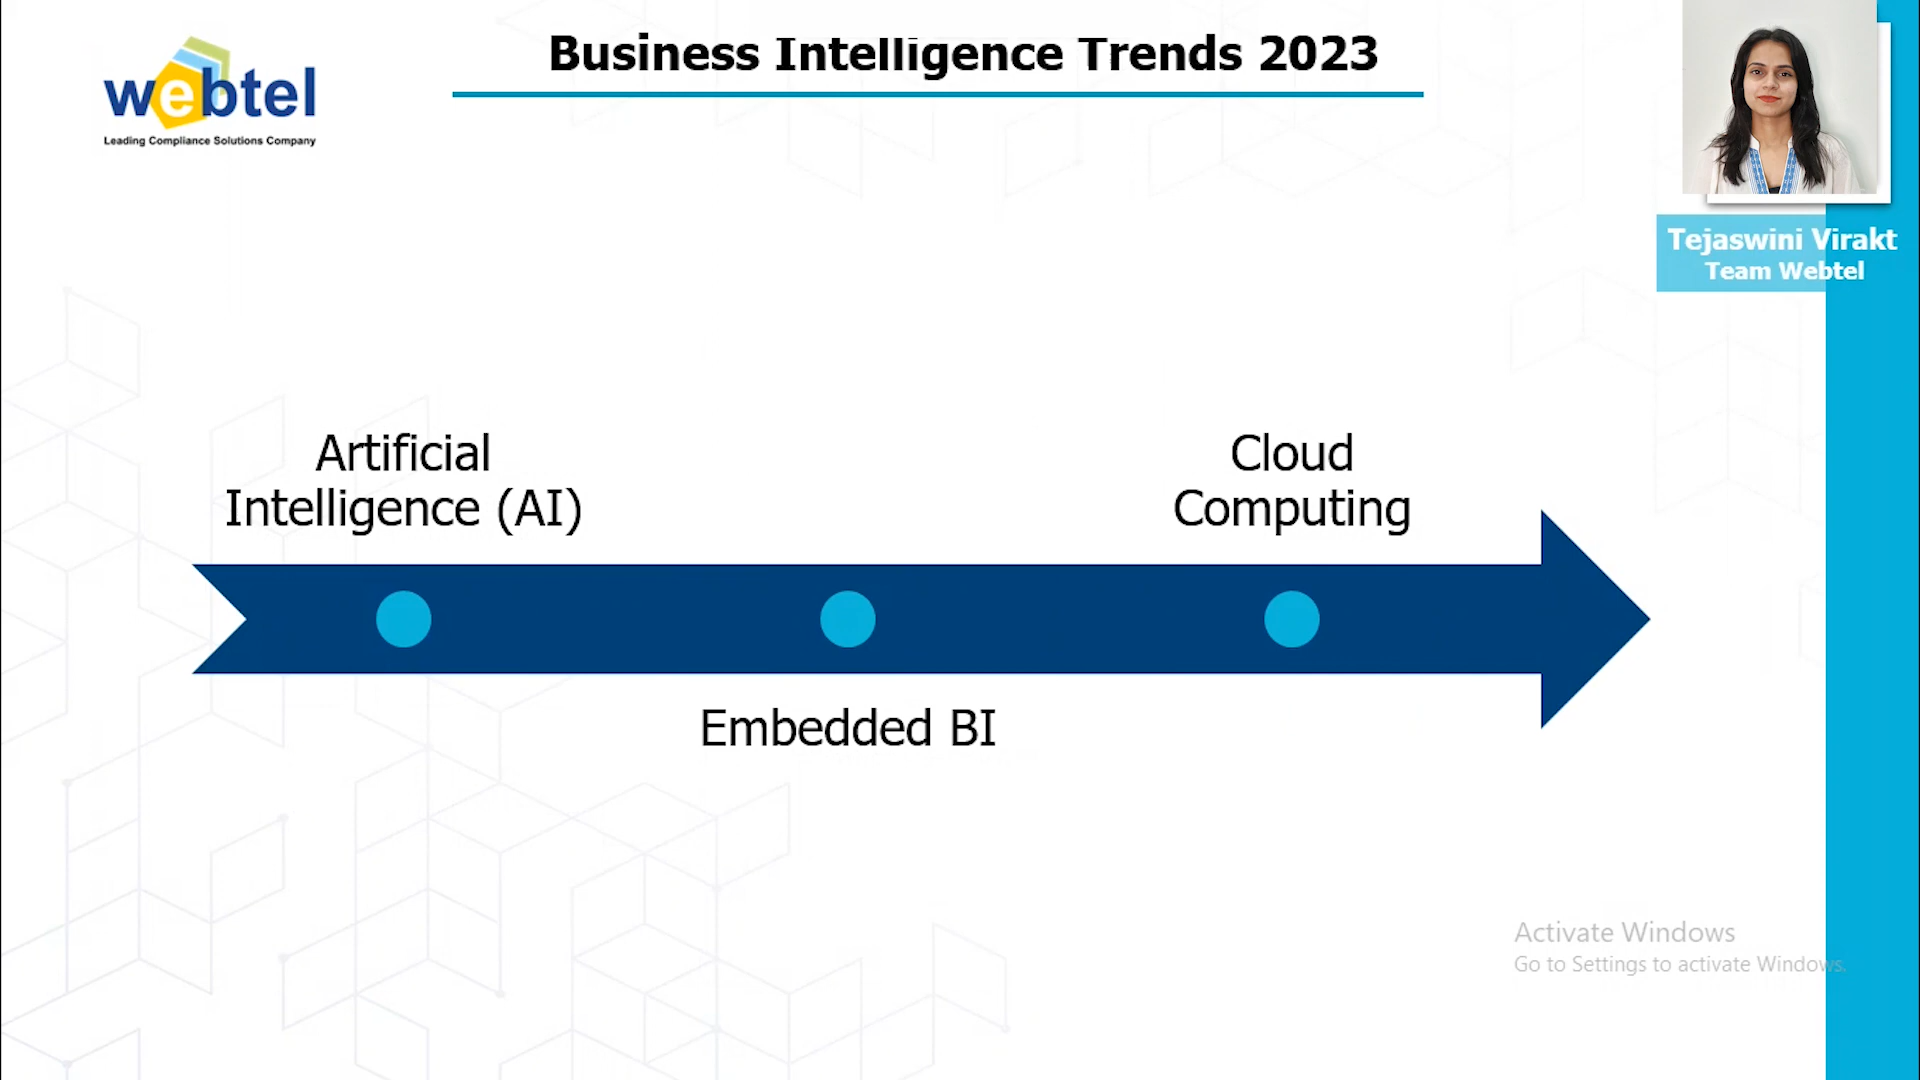 Business Intelligence Trends 2023
webtel
Leading Compliance Solutions Company
Tejaswini Virakt
Team Webtel
Artificial
Intelligence (AI)
Cloud
Computing
Embedded BI
Activate Windows
Go to Settings to activate Windows.